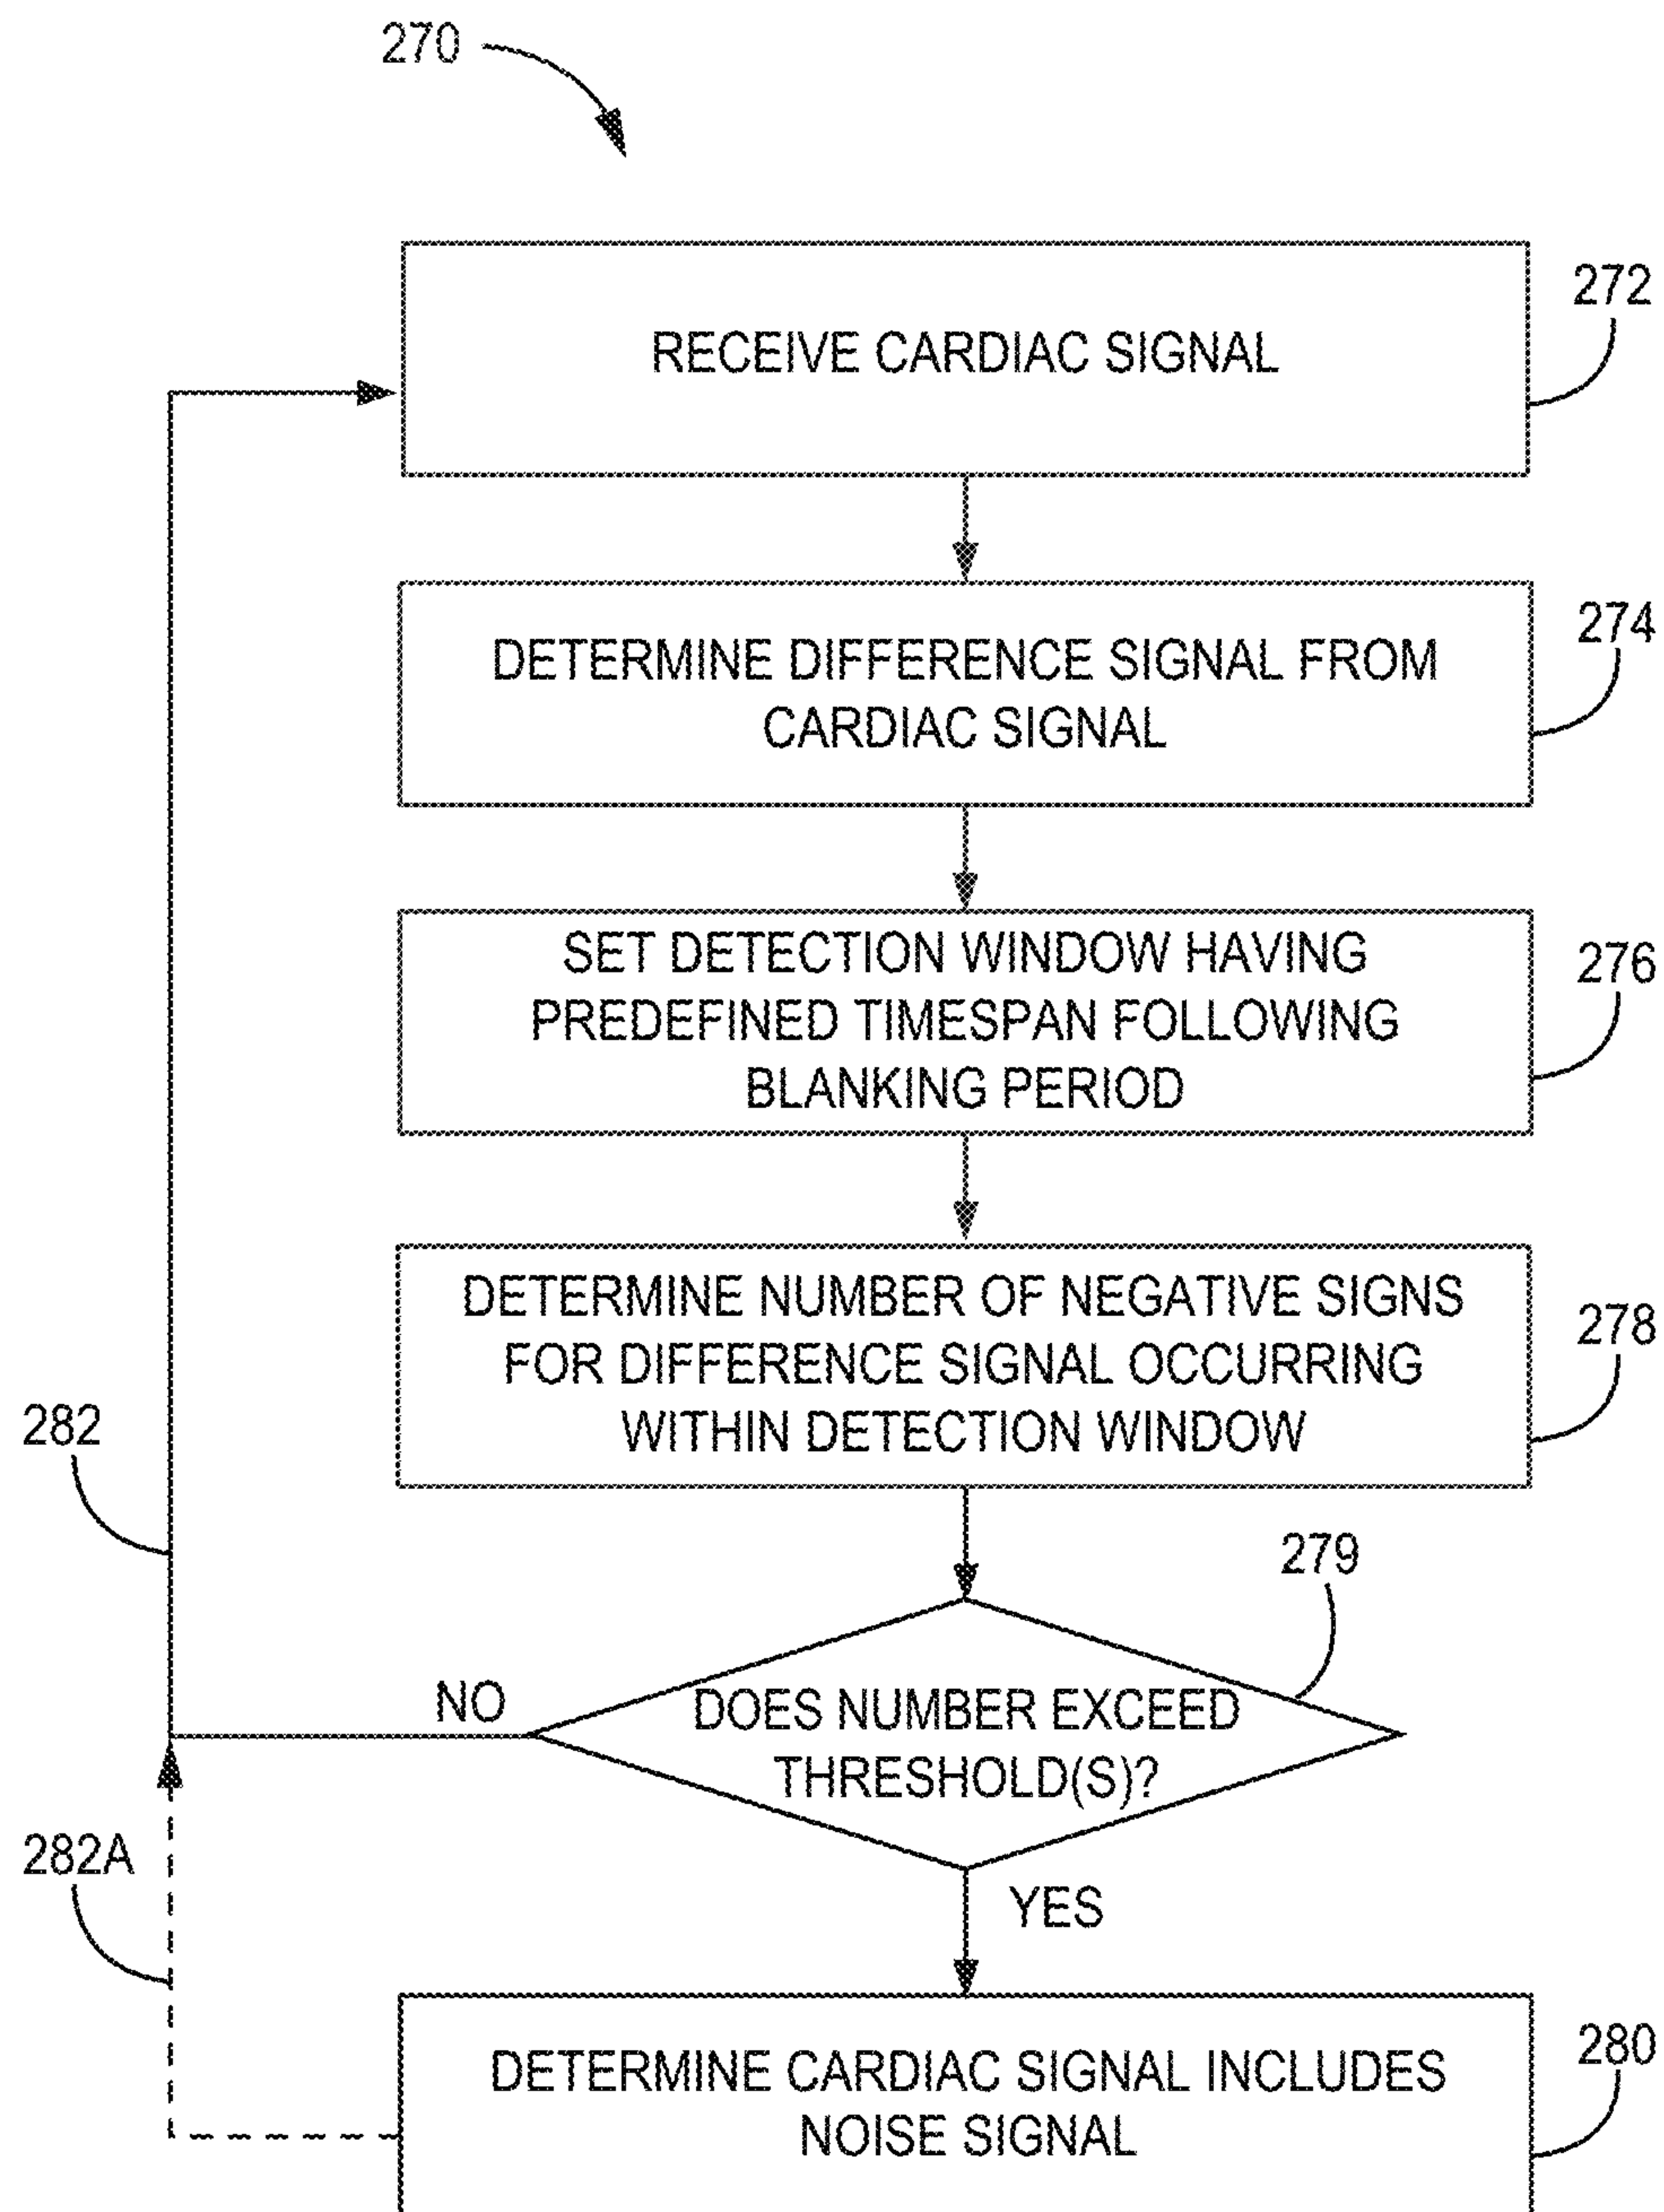 270
RECEIVE CARDIAC SIGNAL
272
DETERMINE DIFFERENCE SIGNAL FROM
CARDIAC SIGNAL
274
SET DETECTION WINDOW HAVING
PREDEFINED TIMESPAN FOLLOWING
BLANKING PERIOD
276
DETERMINE NUMBER OF NEGATIVE SIGNS
FOR DIFFERENCE SIGNAL OCCURRING
WITHIN DETECTION WINDOW
278
282
279
NO
DOES NUMBER EXCEED
THRESHOLD(S)?
282A
YES
DETERMINE CARDIAC SIGNAL INCLUDES
NOISE SIGNAL
280